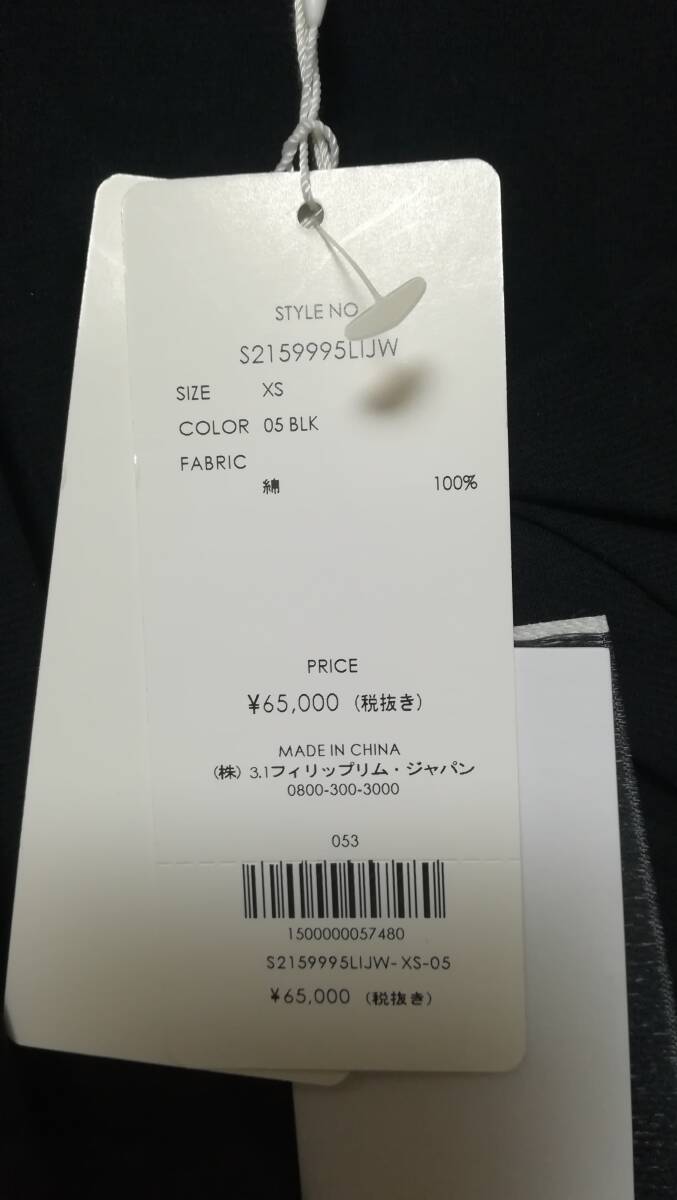 STYLE NO
S2159995LIJW
SIZE XS
COLOR 05 BLK
FABRIC
綿 100%
PRICE
¥65,000 (税抜き)
MADE IN CHINA
(株) 3.1フィリップリム・ジャパン
0800-300-3000
053
1500000057480
S2159995LIJW-XS-05
¥65,000 (税抜き)